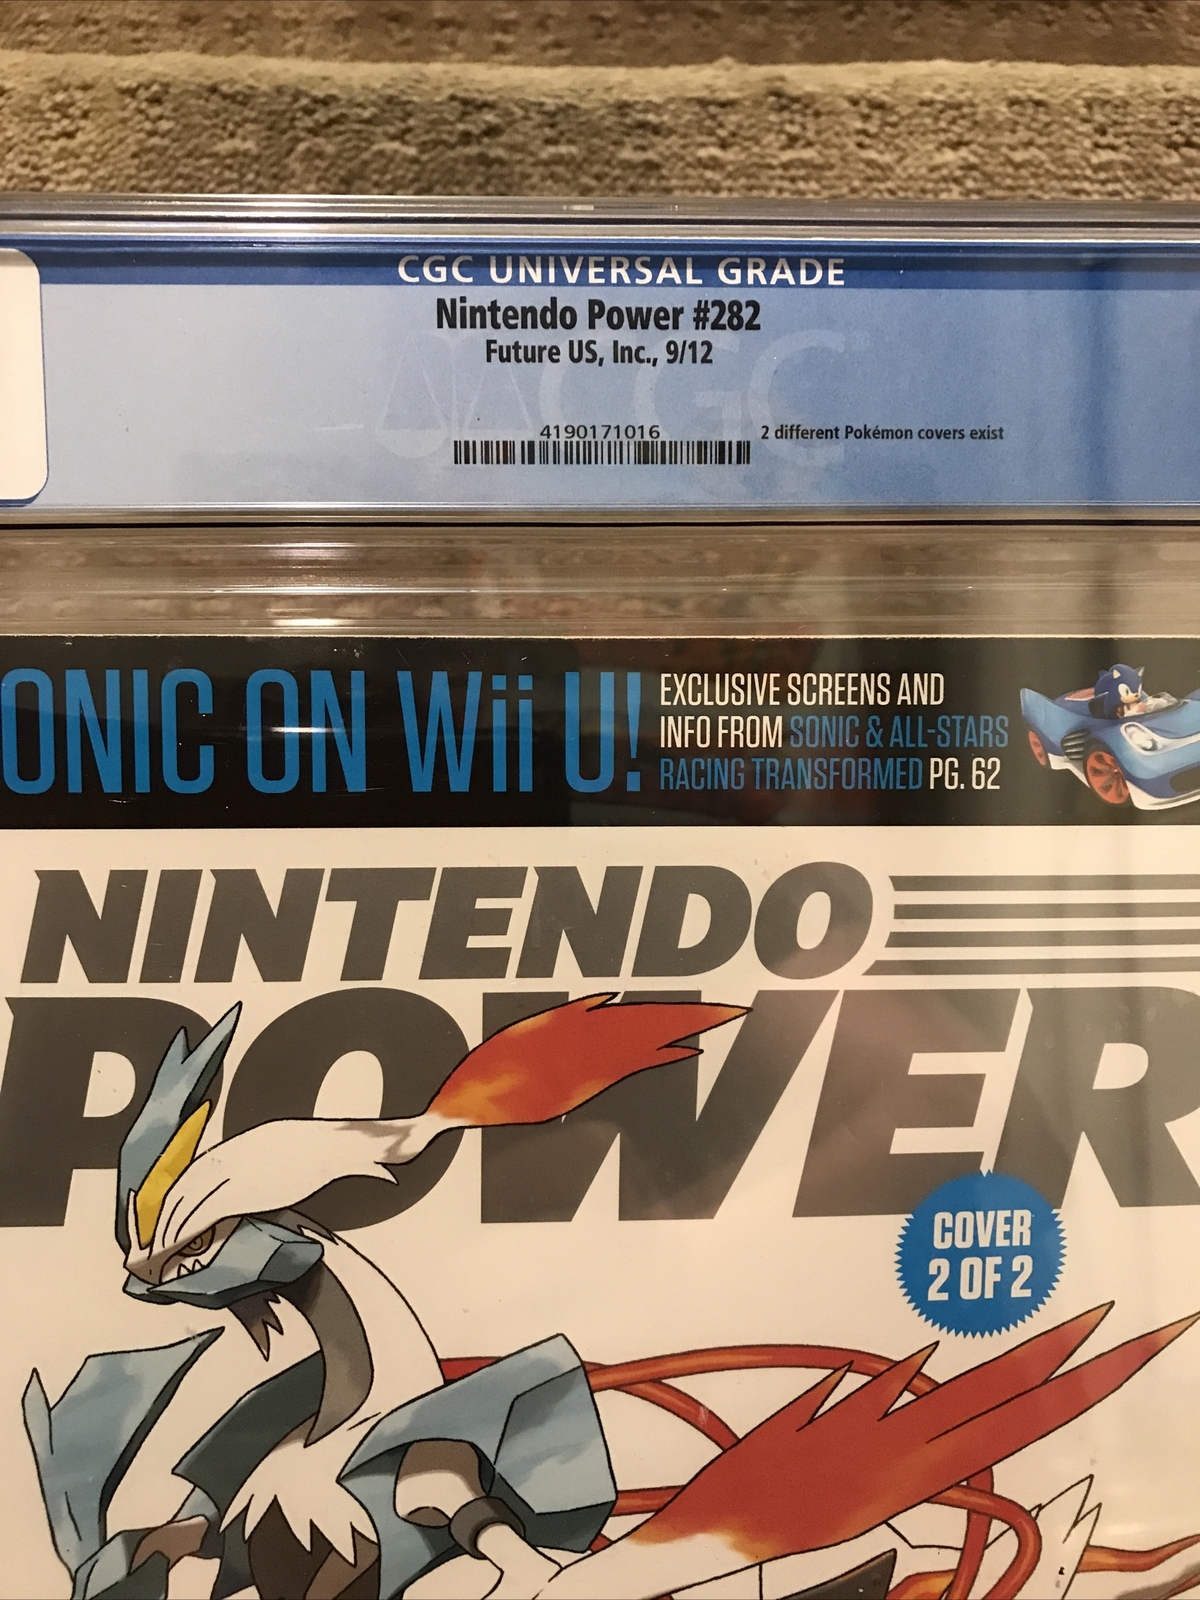 CGC UNIVERSAL GRADE
Nintendo Power #282
Future US, Inc., 9/12
CGC
4190171016
2 different Pokémon covers exist
ONIC ON Wii U!
EXCLUSIVE SCREENS AND
INFO FROM SONIC & ALL-STARS
RACING TRANSFORMED PG. 62
NINTENDO
POWER
COVER
2 OF 2